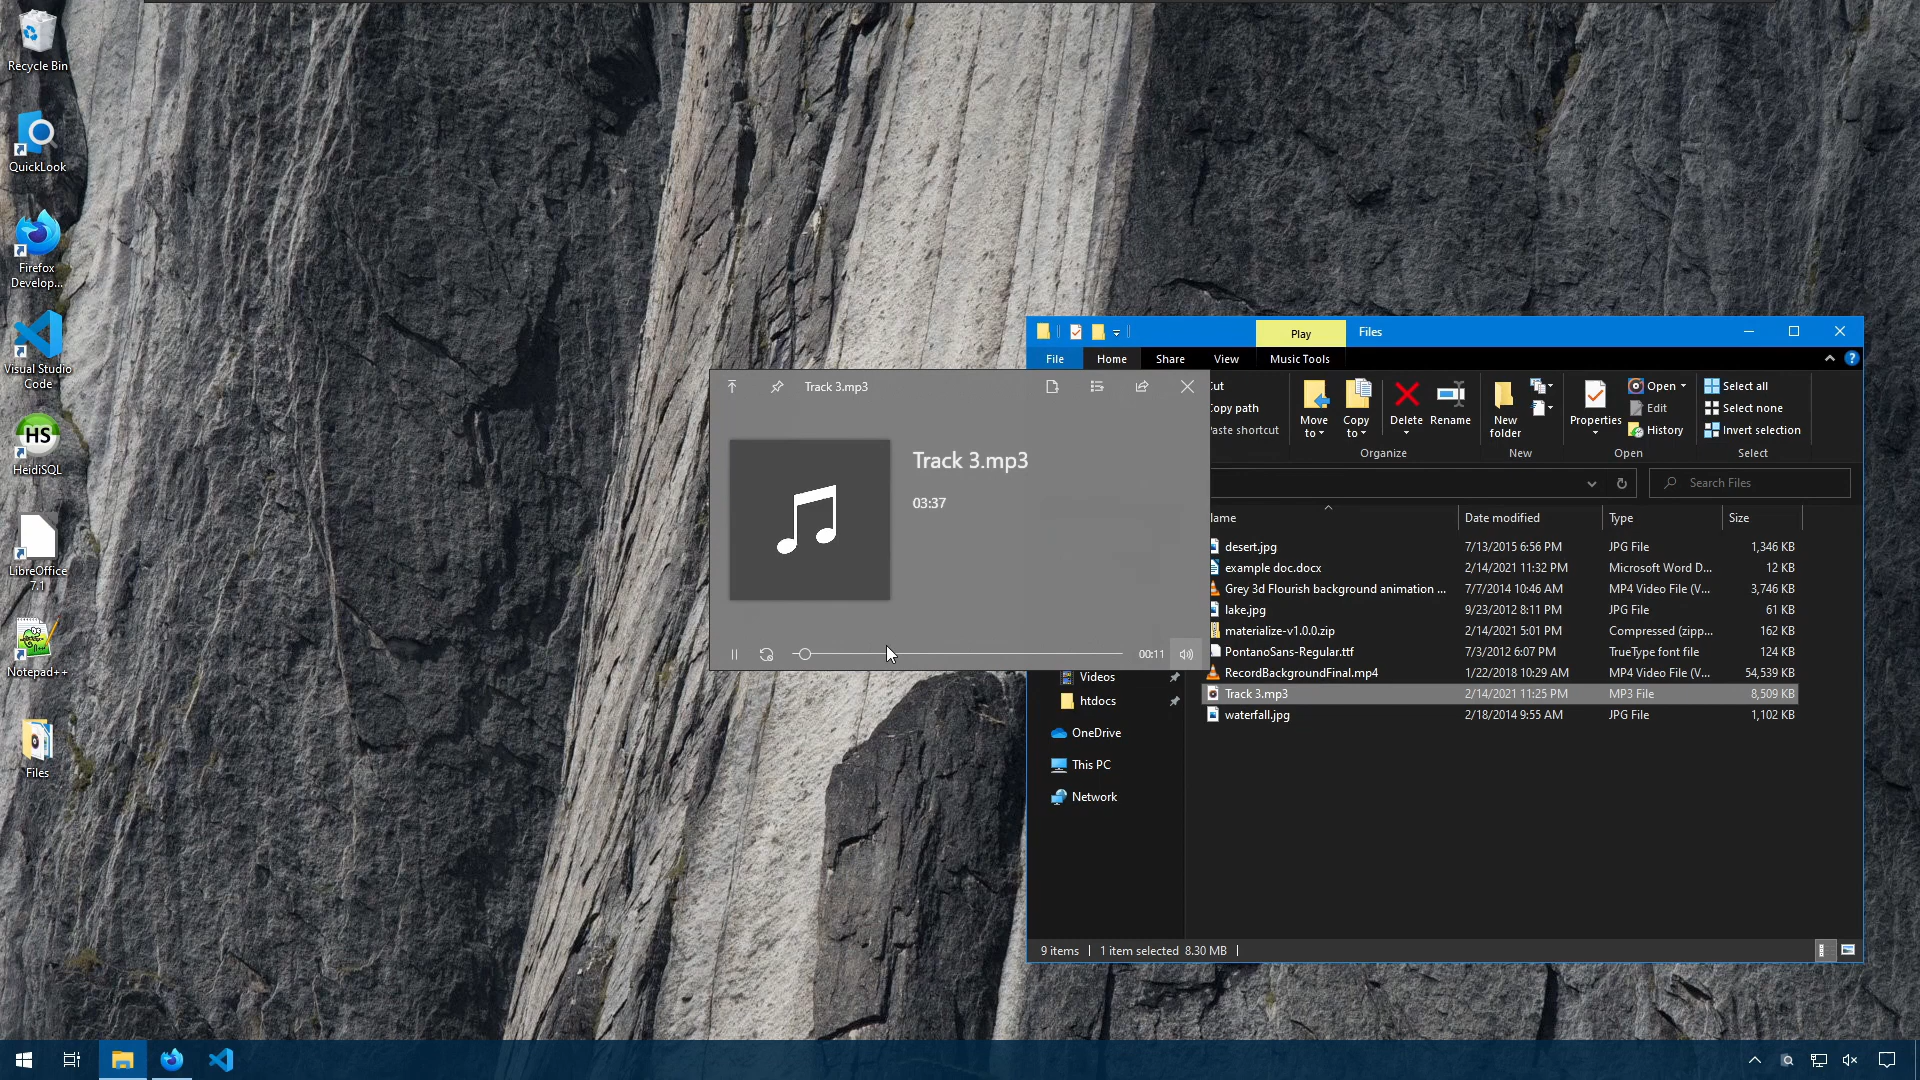 Recycle Bin
QuickLook
Firefox
Develop...
Visual Studio
Code
HS
HeidiSQL
LibreOffice
7.1
Notepad++
Files
Play
Files
File
Home
Share
View
Music Tools
Track 3.mp3
Track 3.mp3
03:37
00:11
Cut
Copy path
Paste shortcut
Move
to
Copy
to
Delete
Rename
Organize
New
folder
New
Properties
Open
Edit
History
Open
Select all
Select none
Invert selection
Select
Search Files
Name
Date modified
Type
Size
desert.jpg 7/13/2015 6:56 PM JPG File 1,346 KB
example doc.docx 2/14/2021 11:32 PM Microsoft Word D... 12 KB
Grey 3d Flourish background animation ... 7/7/2014 10:46 AM MP4 Video File (V... 3,746 KB
lake.jpg 9/23/2012 8:11 PM JPG File 61 KB
materialize-v1.0.0.zip 2/14/2021 5:01 PM Compressed (zipp... 162 KB
PontanoSans-Regular.ttf 7/3/2012 6:07 PM TrueType font file 124 KB
RecordBackgroundFinal.mp4 1/22/2018 10:29 AM MP4 Video File (V... 54,539 KB
Track 3.mp3 2/14/2021 11:25 PM MP3 File 8,509 KB
waterfall.jpg 2/18/2014 9:55 AM JPG File 1,102 KB
Videos
htdocs
OneDrive
This PC
Network
9 items
1 item selected 8.30 MB